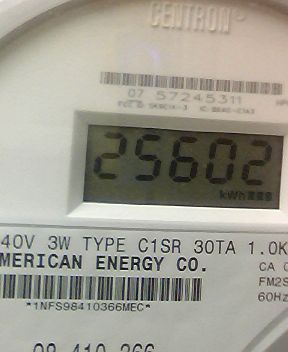 CENTRON
07 57245311
25602
kWh
40V 3W TYPE C1SR 30TA 1.0K
MERICAN ENERGY CO.
CA 0
FM2S
60Hz
*1NFS98410366MEC*